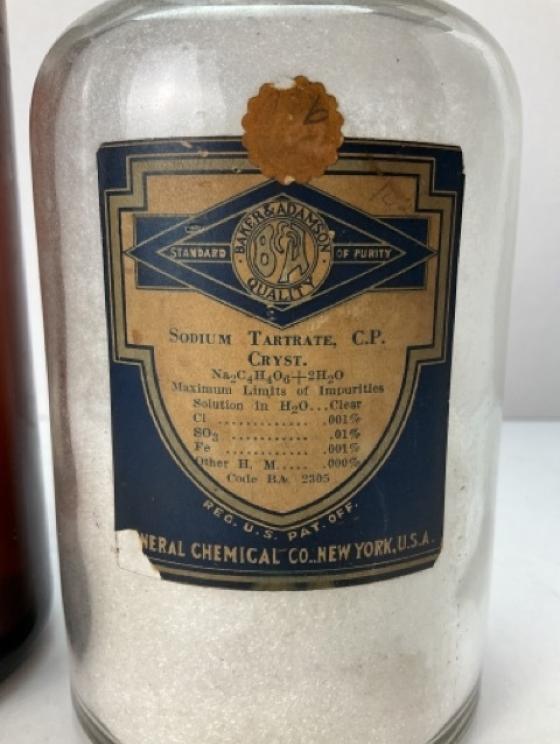 BAKER & ADAMSON
STANDARD B&A OF PURITY
QUALITY
SODIUM TARTRATE, C.P.
CRYST.
Na₂C₄H₄O₆+2H₂O
Maximum Limits of Impurities
Solution in H₂O...Clear
Cl ............. .001%
SO₃ ............ .01%
Fe ............. .001%
Other H. M..... .000%
Code BA 2305
REG. U.S. PAT. OFF.
NERAL CHEMICAL CO., NEW YORK, U.S.A.